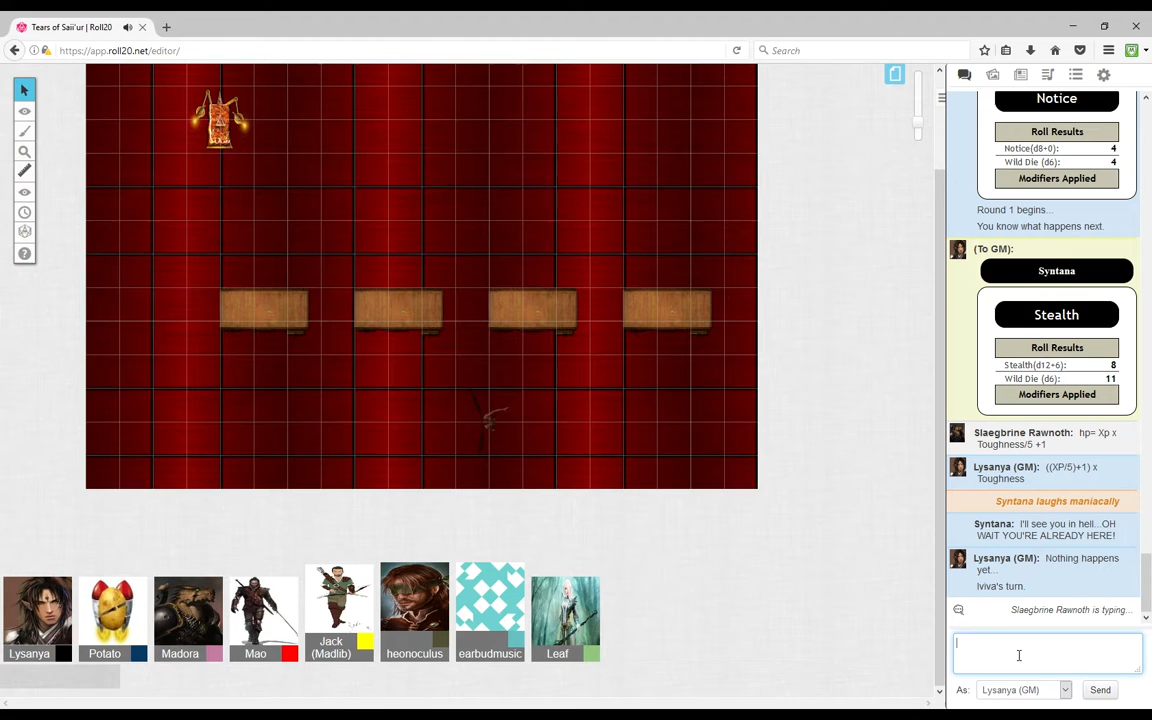 Tears of Saii'ur | Roll20
https://app.roll20.net/editor/
Search
Notice
Roll Results
Notice(d8+0): 4
Wild Die (d6): 4
Modifiers Applied
Round 1 begins...
You know what happens next.
(To GM):
Syntana
Stealth
Roll Results
Stealth(d12+6): 8
Wild Die (d6): 11
Modifiers Applied
Slaegbrine Rawnoth: hp= Xp x
Toughness/5 +1
Lysanya (GM): ((XP/5)+1) x
Toughness
Syntana laughs maniacally
Syntana: I'll see you in hell...OH
WAIT YOU'RE ALREADY HERE!
Lysanya (GM): Nothing happens
yet...
Iviva's turn.
Slaegbrine Rawnoth is typing...
As: Lysanya (GM) Send
Lysanya
Potato
Madora
Mao
Jack
(Madlib)
heonoculus
earbudmusic
Leaf